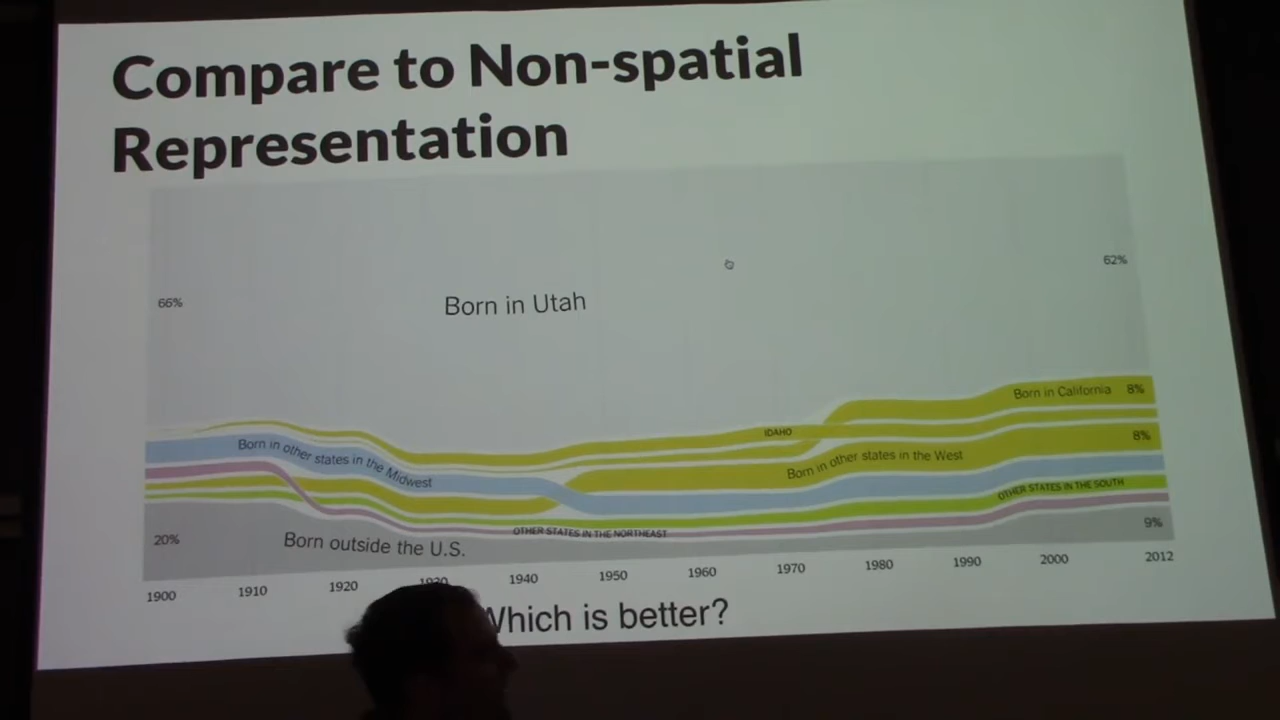 Compare to Non-spatial
Representation
66%
Born in Utah
62%
Born in California 8%
IDAHO
8%
Born in other states in the Midwest
Born in other states in the West
OTHER STATES IN THE SOUTH
OTHER STATES IN THE NORTHEAST
20%
Born outside the U.S.
9%
1900 1910 1920 1930 1940 1950 1960 1970 1980 1990 2000 2012
Which is better?